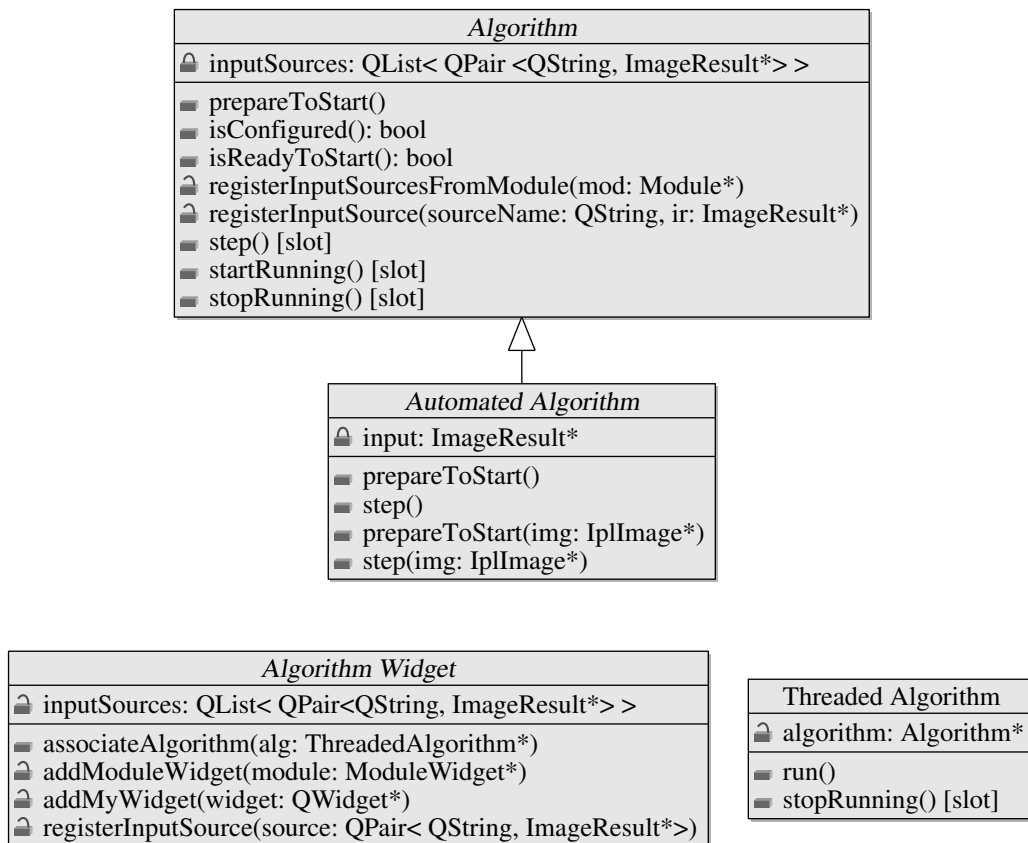 Algorithm
inputSources: QList< QPair <QString, ImageResult*> >
prepareToStart()
isConfigured(): bool
isReadyToStart(): bool
registerInputSourcesFromModule(mod: Module*)
registerInputSource(sourceName: QString, ir: ImageResult*)
step() [slot]
startRunning() [slot]
stopRunning() [slot]
Automated Algorithm
input: ImageResult*
prepareToStart()
step()
prepareToStart(img: IplImage*)
step(img: IplImage*)
Algorithm Widget
inputSources: QList< QPair<QString, ImageResult*> >
associateAlgorithm(alg: ThreadedAlgorithm*)
addModuleWidget(module: ModuleWidget*)
addMyWidget(widget: QWidget*)
registerInputSource(source: QPair< QString, ImageResult*>)
Threaded Algorithm
algorithm: Algorithm*
run()
stopRunning() [slot]